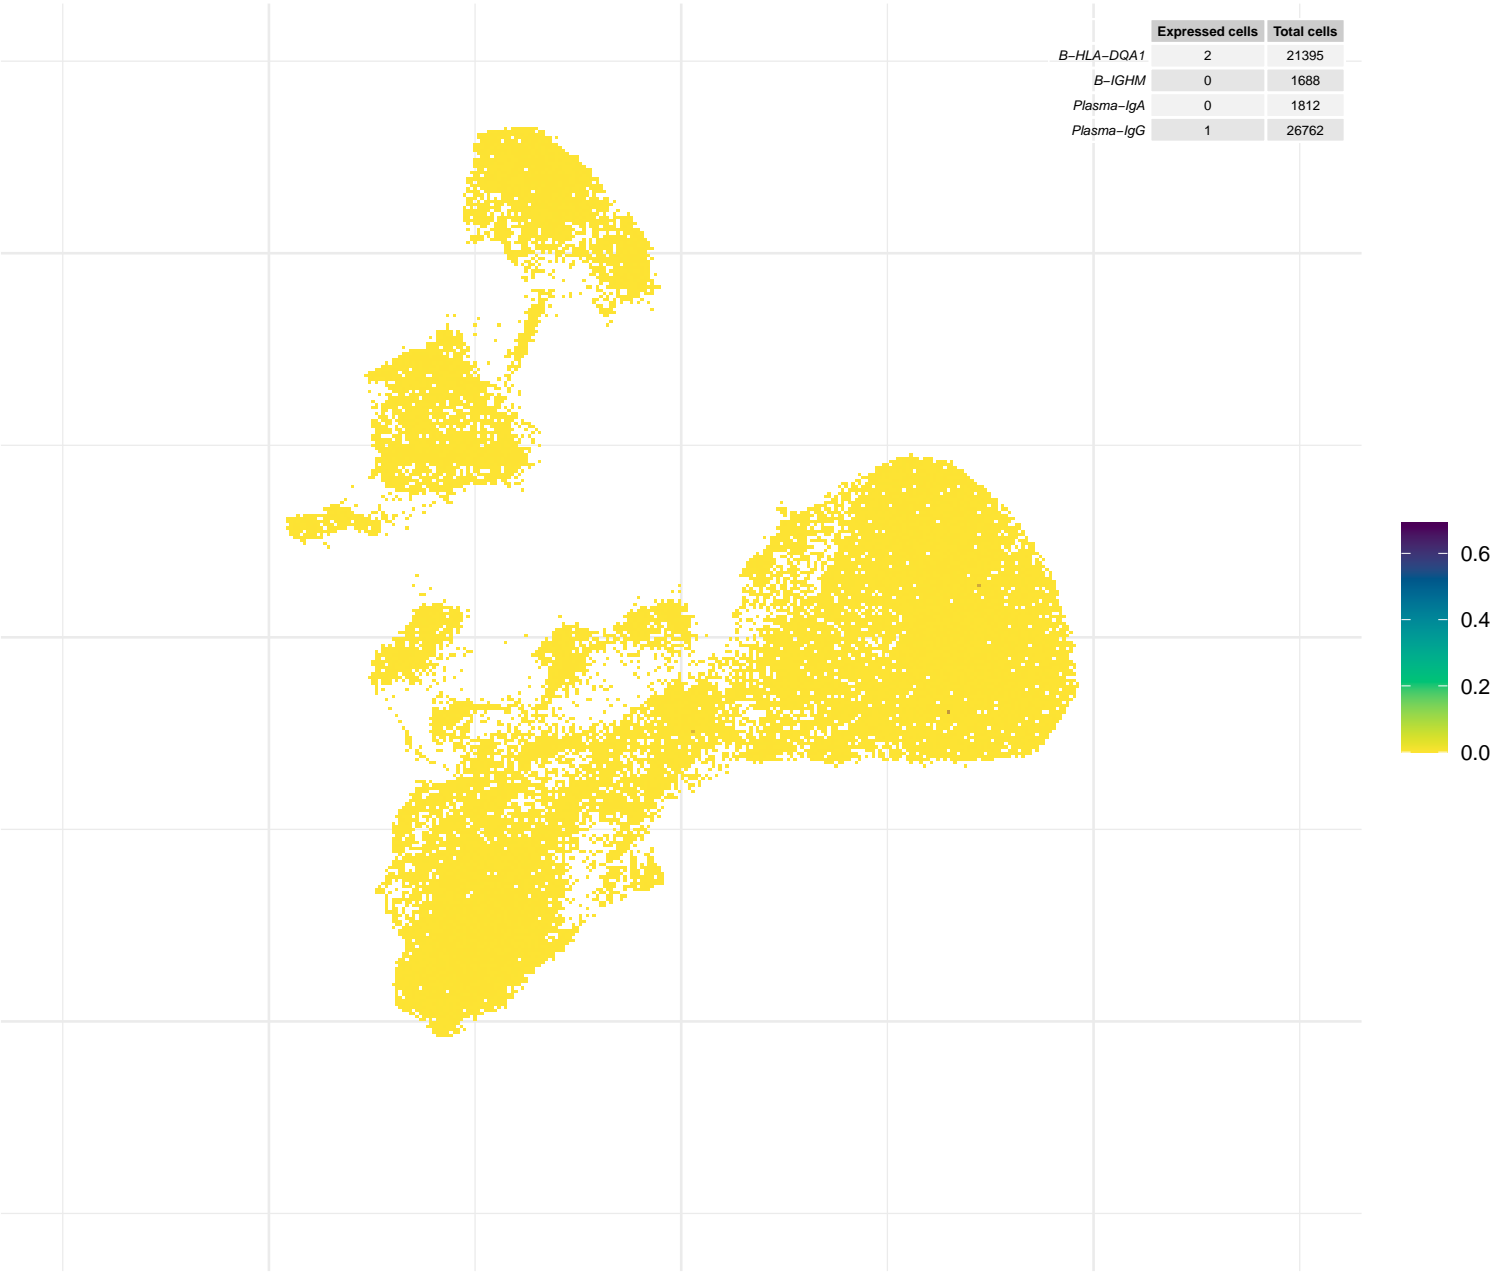 Expressed cells Total cells
B−HLA−DQA1 2 21395
B−IGHM 0 1688
Plasma−IgA 0 1812
Plasma−IgG 1 26762
0.6
0.4
0.2
0.0